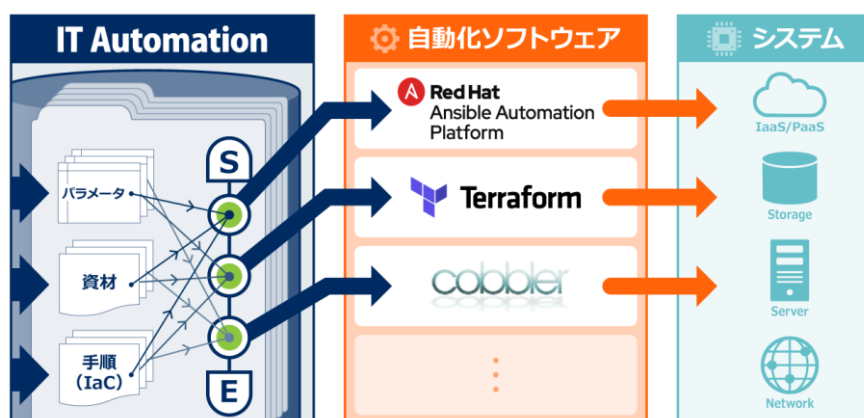 IT Automation
パラメータ
資材
手順
(IaC)
S
E
自動化ソフトウェア
Red Hat
Ansible Automation
Platform
Terraform
cobbler
システム
IaaS/PaaS
Storage
Server
Network